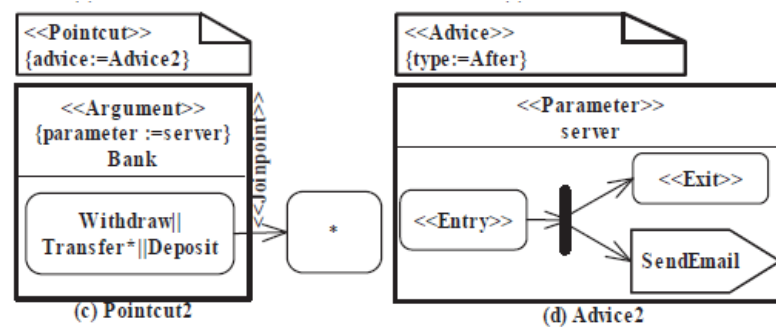 <<Pointcut>>
{advice:=Advice2}
<<Argument>>
{parameter :=server}
Bank
Withdraw||
Transfer*||Deposit
<<Joinpoint>>
*
(c) Pointcut2
<<Advice>>
{type:=After}
<<Parameter>>
server
<<Entry>>
<<Exit>>
SendEmail
(d) Advice2